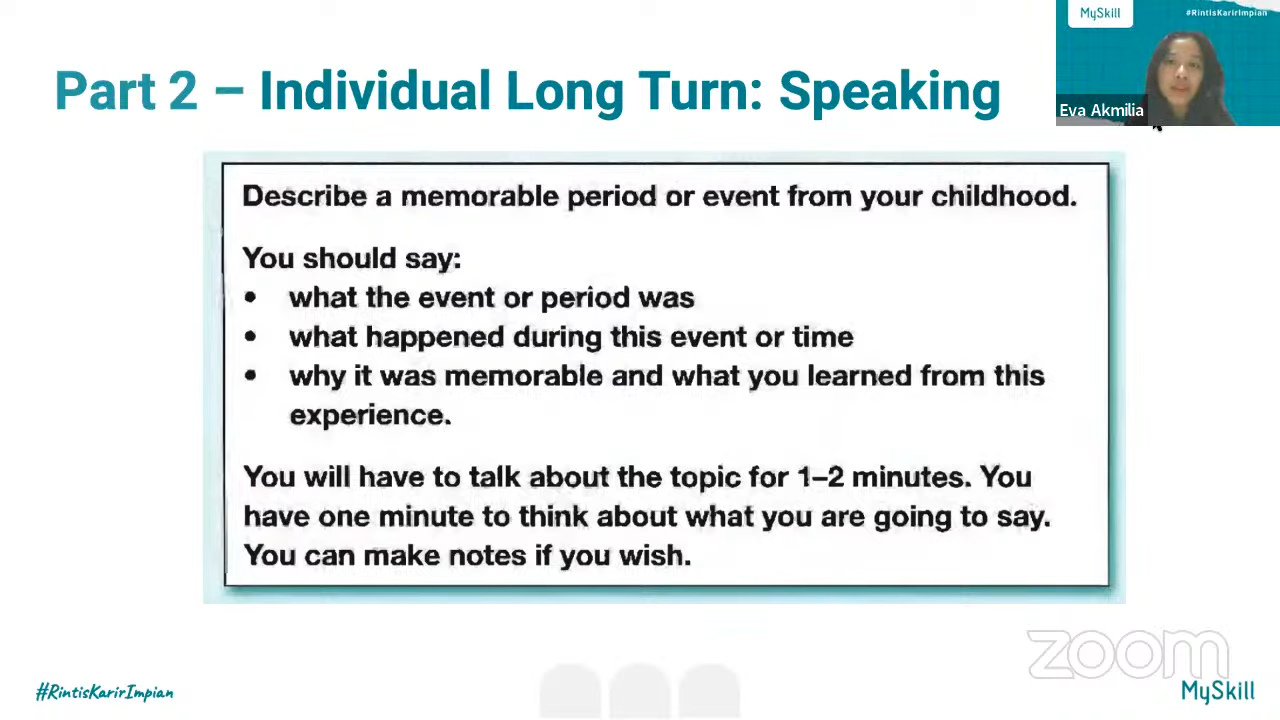 MySkill
#RintisKarirImpian
Part 2 – Individual Long Turn: Speaking
Eva Akmilia
Describe a memorable period or event from your childhood.
You should say:
• what the event or period was
• what happened during this event or time
• why it was memorable and what you learned from this
experience.
You will have to talk about the topic for 1–2 minutes. You
have one minute to think about what you are going to say.
You can make notes if you wish.
zoom
#RintisKarirImpian
MySkill